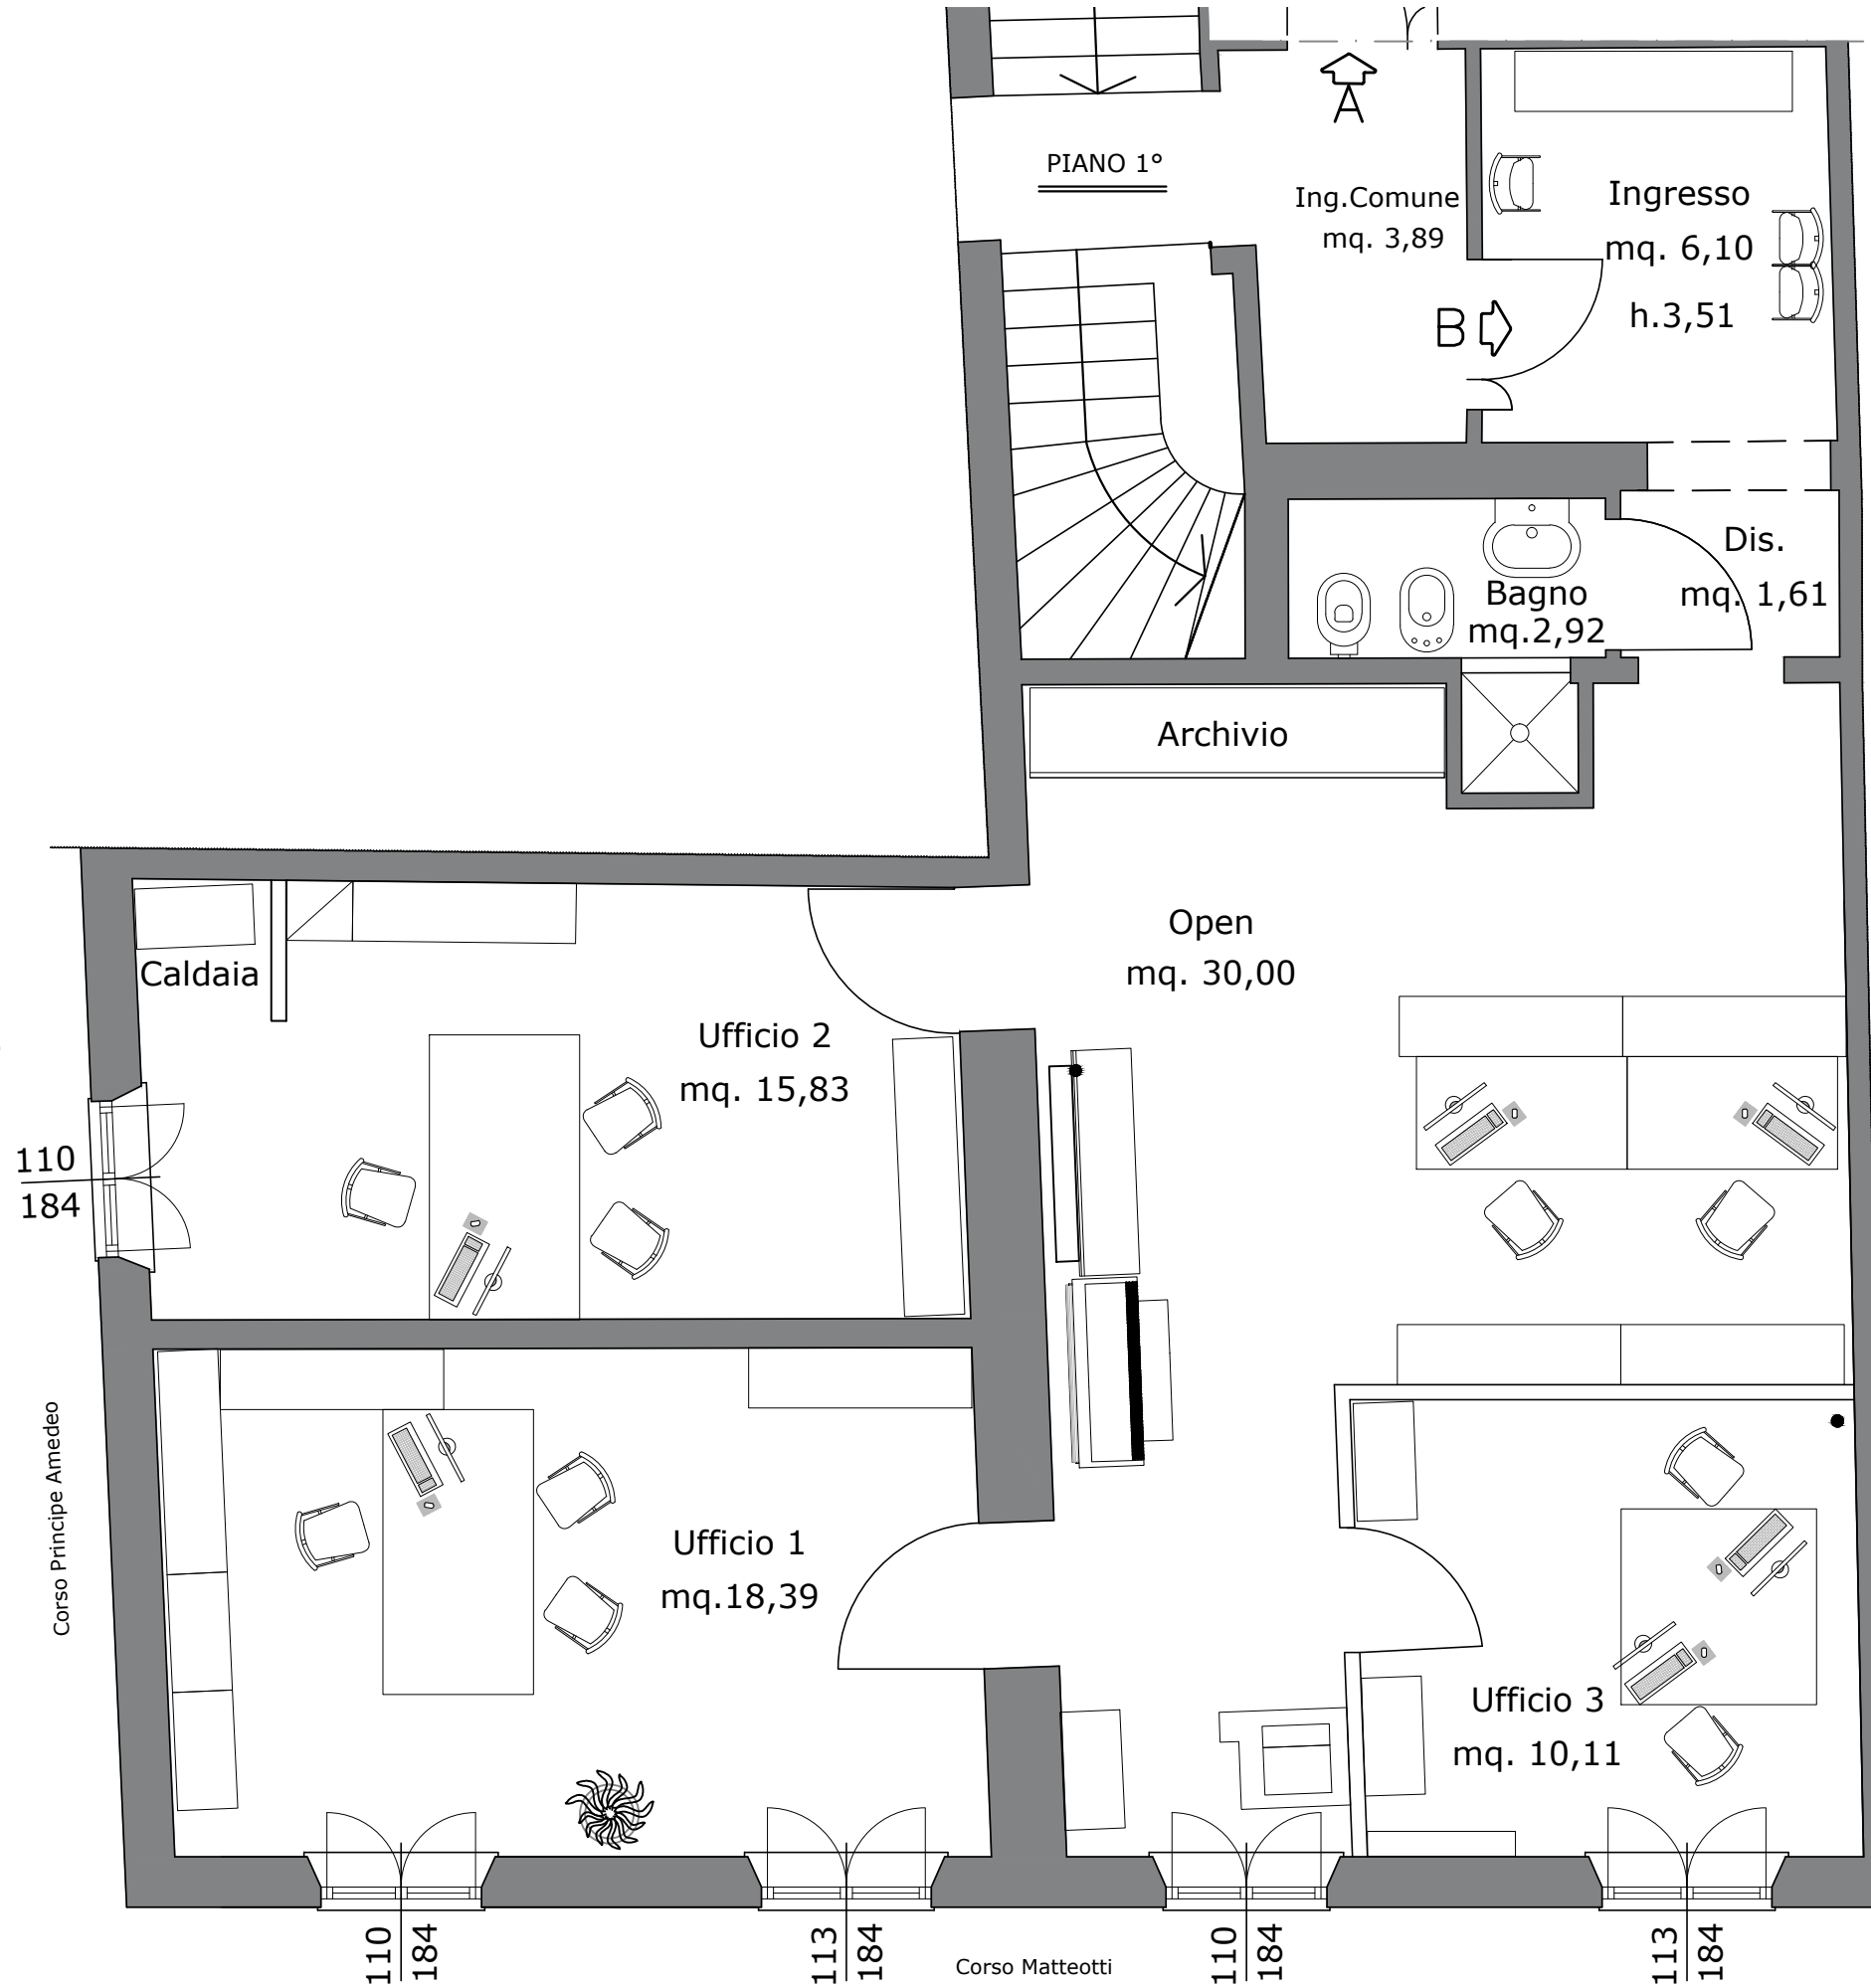 A
PIANO 1°
Ing.Comune
mq. 3,89
Ingresso
mq. 6,10
h.3,51
B
Dis.
mq. 1,61
Bagno
mq.2,92
Archivio
Open
mq. 30,00
Caldaia
Ufficio 2
mq. 15,83
110
184
Corso Principe Amedeo
Ufficio 1
mq.18,39
Ufficio 3
mq. 10,11
110
184
113
184
Corso Matteotti
110
184
113
184